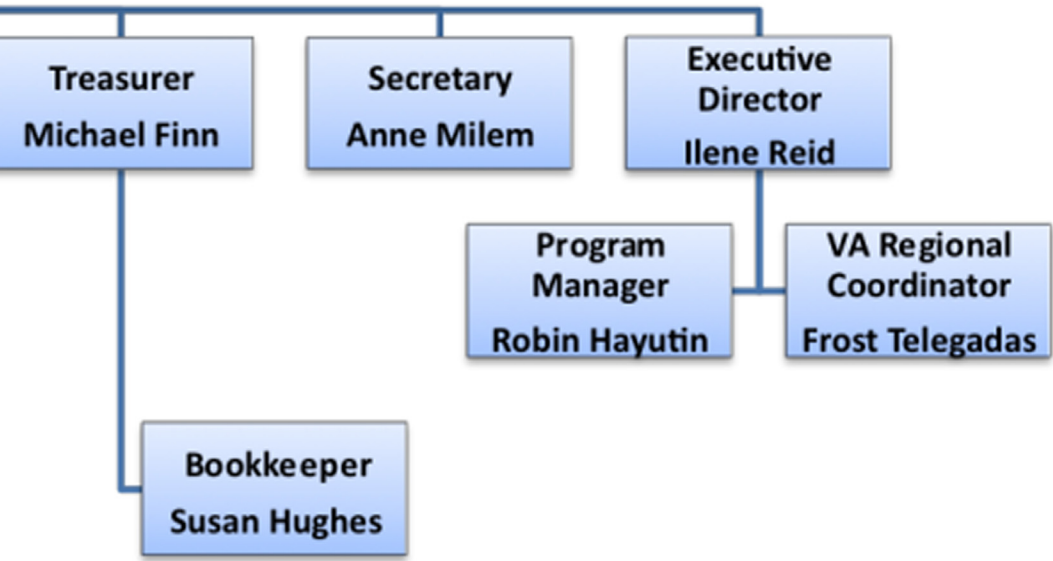 Treasurer
Michael Finn
Secretary
Anne Milem
Executive
Director
Ilene Reid
Program
Manager
Robin Hayutin
VA Regional
Coordinator
Frost Telegadas
Bookkeeper
Susan Hughes